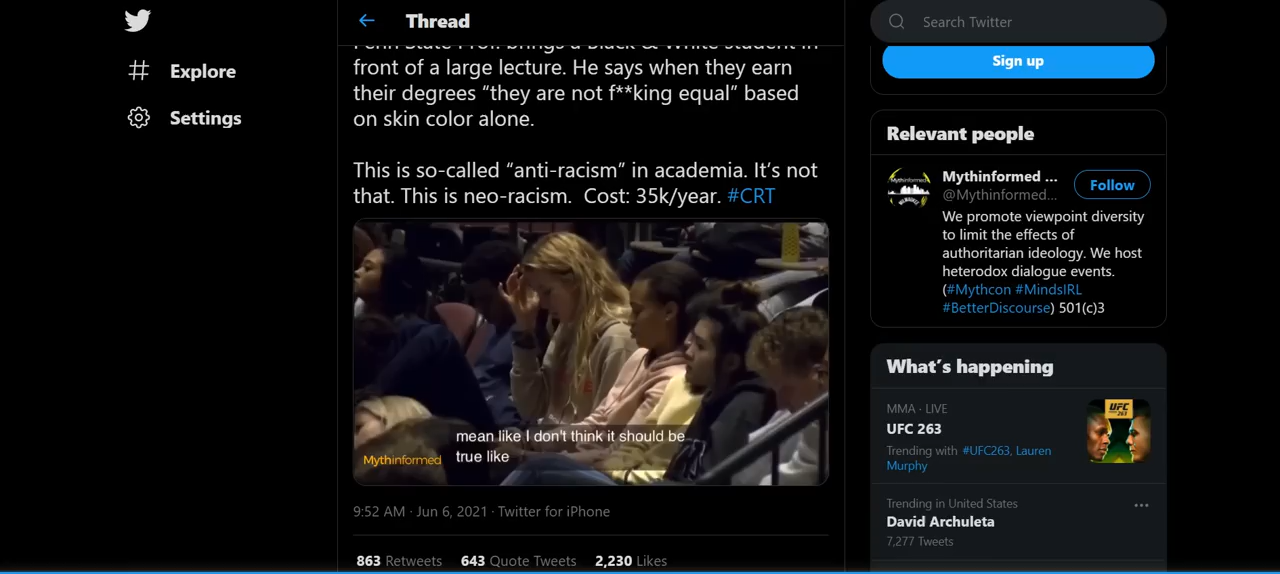 Thread
Explore
Settings
Penn State Prof. brings a Black & White student in
front of a large lecture. He says when they earn
their degrees “they are not f**king equal” based
on skin color alone.
This is so-called “anti-racism” in academia. It’s not
that. This is neo-racism.  Cost: 35k/year. #CRT
mean like I don't think it should be
true like
Mythinformed
9:52 AM · Jun 6, 2021 · Twitter for iPhone
863 Retweets 643 Quote Tweets 2,230 Likes
Search Twitter
Sign up
Relevant people
Mythinformed ...
@Mythinformed...
Follow
We promote viewpoint diversity
to limit the effects of
authoritarian ideology. We host
heterodox dialogue events.
(#Mythcon #MindsIRL
#BetterDiscourse) 501(c)3
What’s happening
MMA · LIVE
UFC 263
Trending with #UFC263, Lauren
Murphy
UFC
263
Trending in United States
David Archuleta
7,277 Tweets